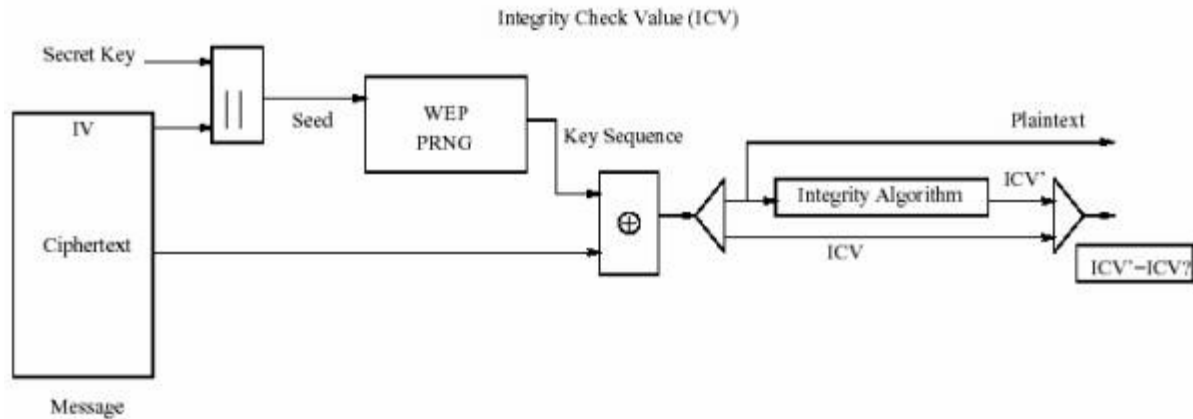 Integrity Check Value (ICV)
Secret Key
IV
||
Seed
WEP
PRNG
Key Sequence
Plaintext
Integrity Algorithm
ICV'
Ciphertext
ICV
ICV'=ICV?
Message